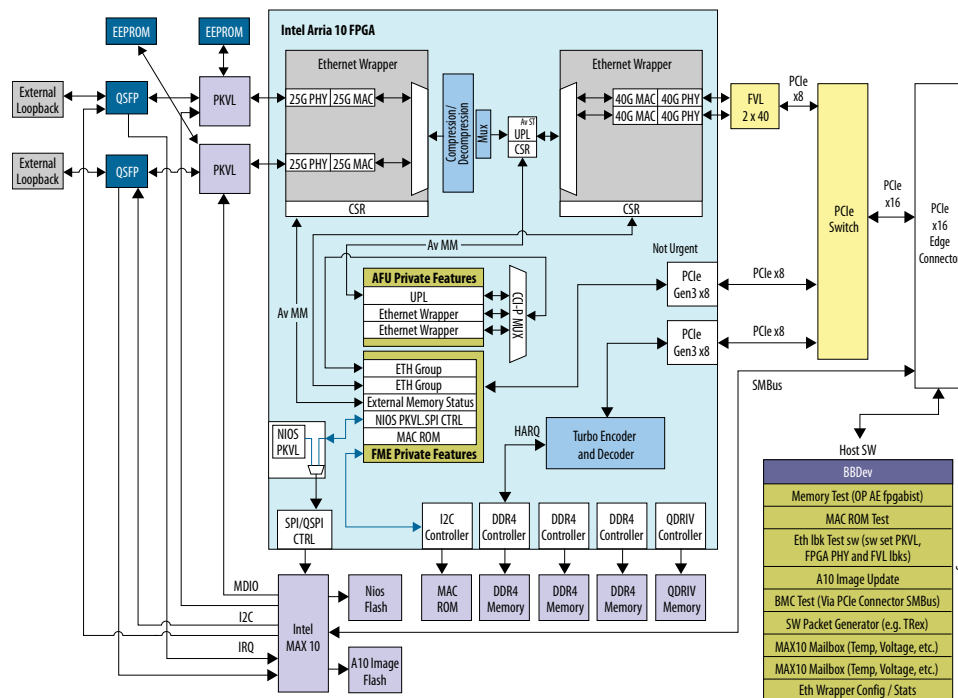 EEPROM
EEPROM
External
Loopback
QSFP
PKVL
External
Loopback
QSFP
PKVL
Intel Arria 10 FPGA
Ethernet Wrapper
25G PHY
25G MAC
25G PHY
25G MAC
CSR
Compression/
Decompression
Mux
Av ST
UPL
CSR
Ethernet Wrapper
40G MAC
40G PHY
40G MAC
40G PHY
CSR
FVL
2 x 40
PCIe
x8
PCIe
Switch
PCIe
x16
PCIe
x16
Edge
Connector
Av MM
Av MM
Not Urgent
AFU Private Features
UPL
Ethernet Wrapper
Ethernet Wrapper
CCI-P MUX
PCIe
Gen3 x8
PCIe x8
PCIe
Gen3 x8
PCIe x8
SMBus
ETH Group
ETH Group
External Memory Status
NIOS PKVL.SPI CTRL
MAC ROM
FME Private Features
NIOS
PKVL
HARQ
Turbo Encoder
and Decoder
SPI/QSPI
CTRL
I2C
Controller
DDR4
Controller
DDR4
Controller
DDR4
Controller
QDRIV
Controller
MDIO
I2C
IRQ
Intel
MAX 10
Nios
Flash
A10 Image
Flash
MAC
ROM
DDR4
Memory
DDR4
Memory
DDR4
Memory
QDRIV
Memory
Host SW
BBDev
Memory Test (OP AE fpgabist)
MAC ROM Test
Eth lbk Test sw (sw set PKVL,
FPGA PHY and FVL lbks)
A10 Image Update
BMC Test (Via PCIe Connector SMBus)
SW Packet Generator (e.g. TRex)
MAX10 Mailbox (Temp, Voltage, etc.)
MAX10 Mailbox (Temp, Voltage, etc.)
Eth Wrapper Config / Stats